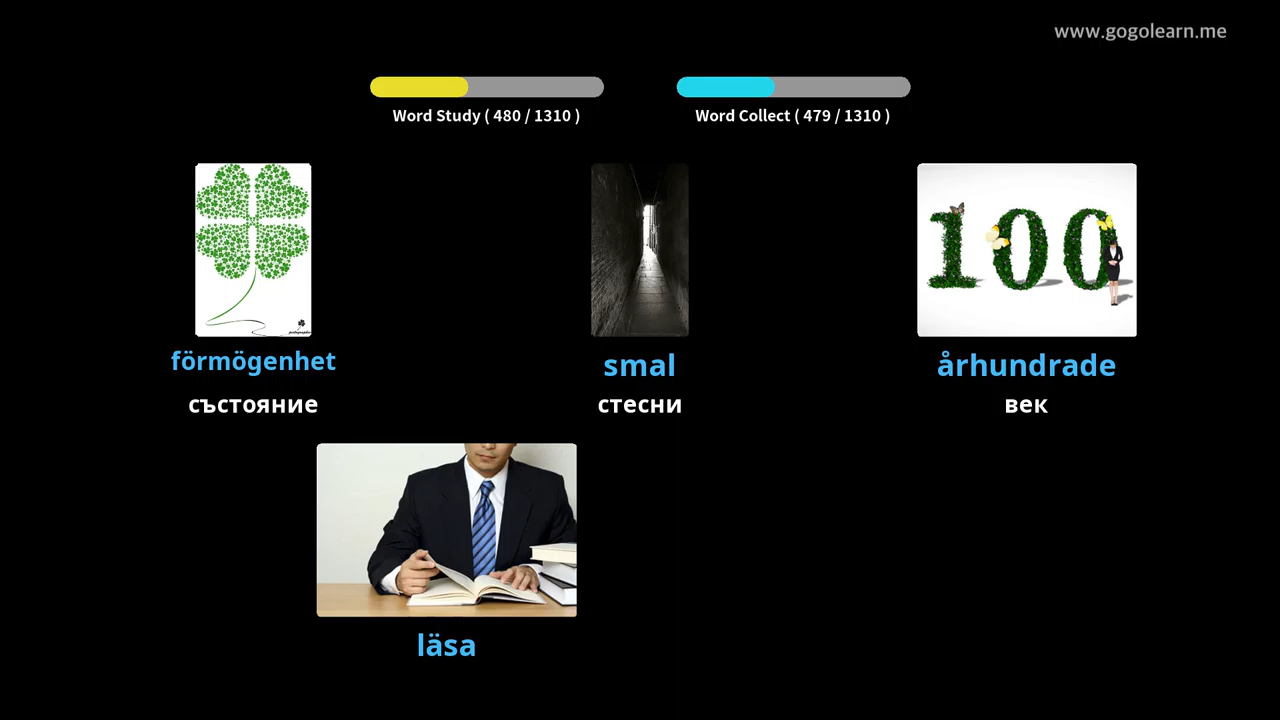 www.gogolearn.me
Word Study ( 480 / 1310 )
Word Collect ( 479 / 1310 )
förmögenhet
smal
århundrade
състояние
стесни
век
läsa